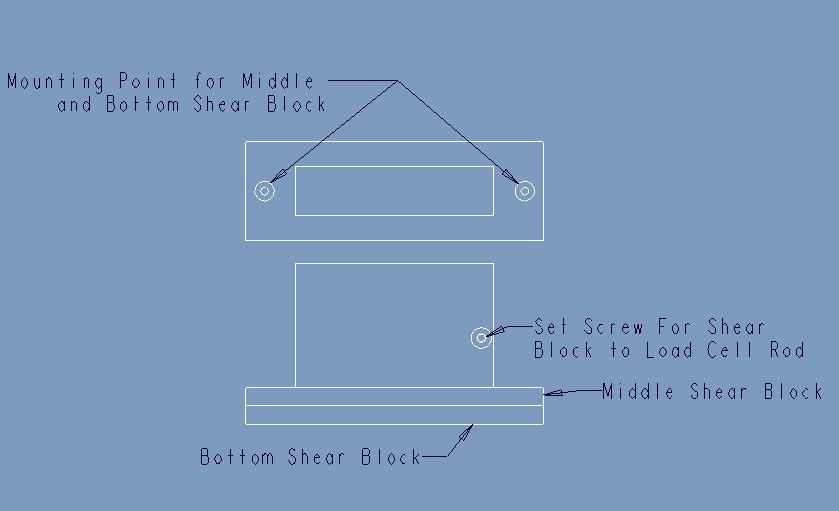 Mounting Point for Middle
and Bottom Shear Block
Set Screw For Shear
Block to Load Cell Rod
Middle Shear Block
Bottom Shear Block